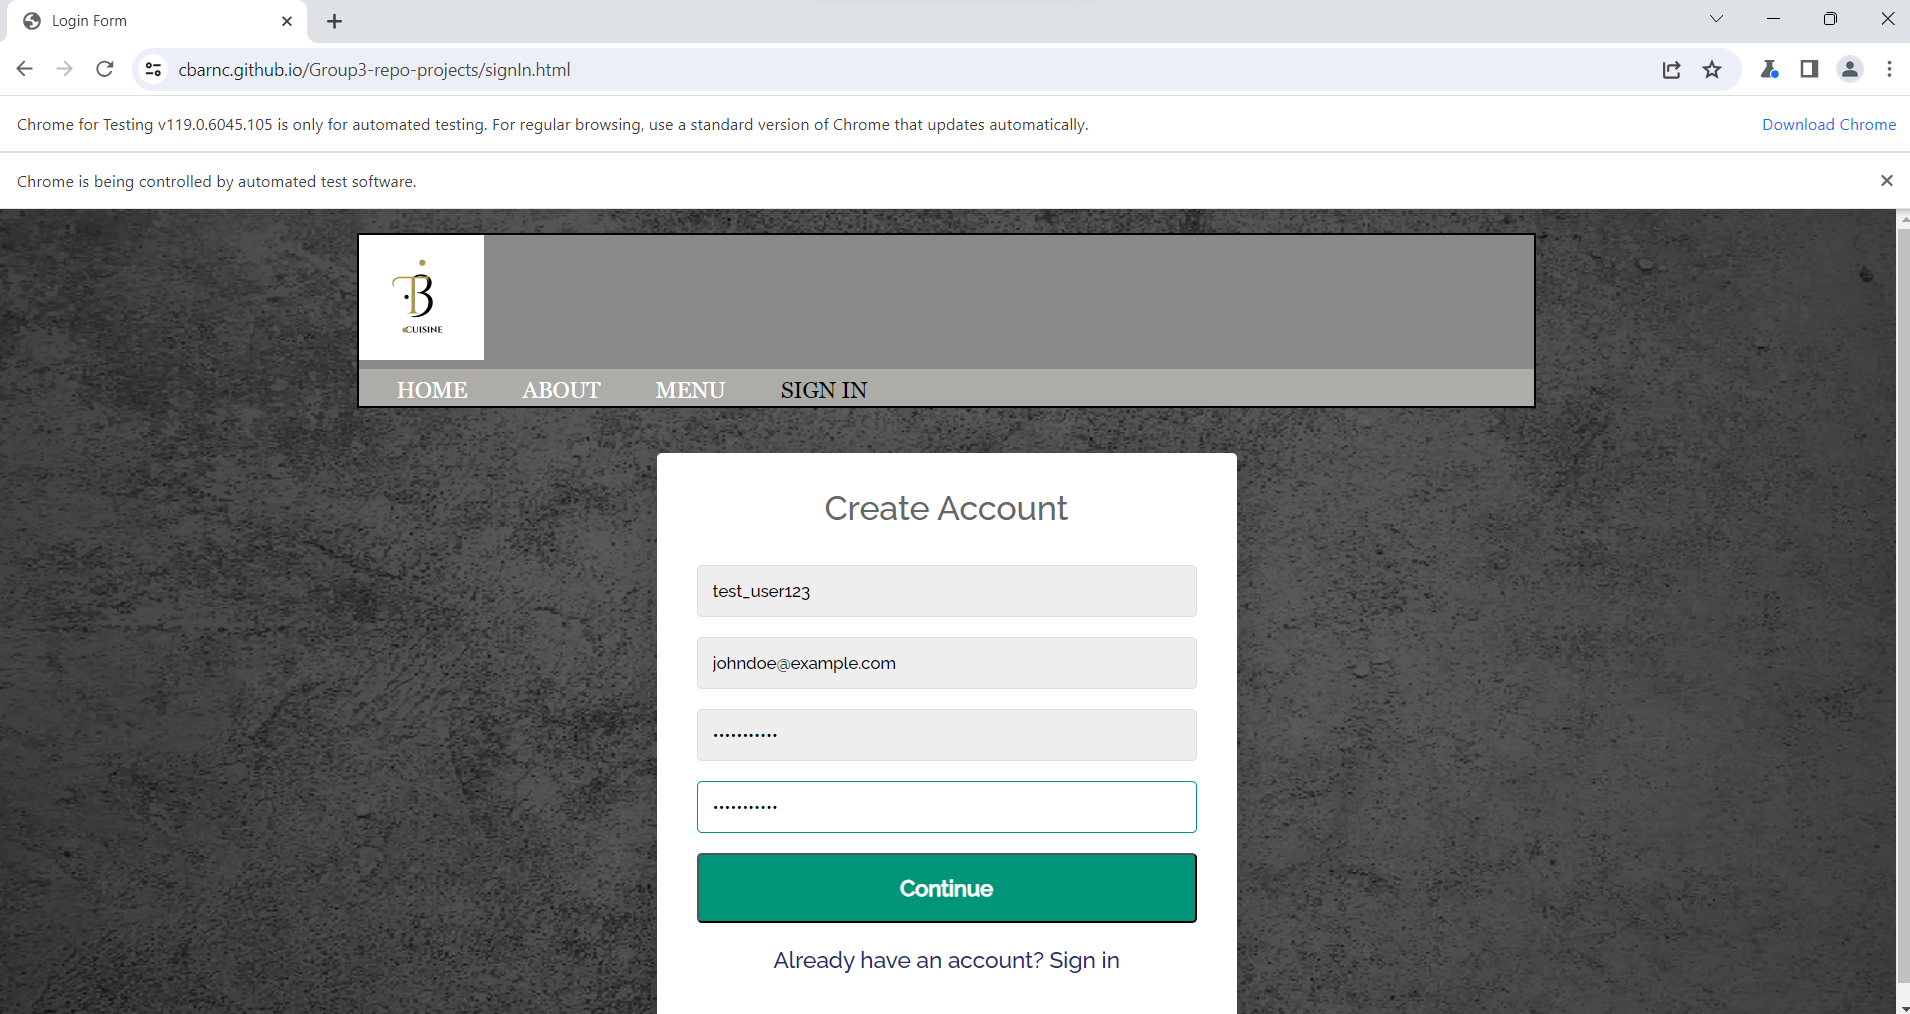 Login Form
cbarnc.github.io/Group3-repo-projects/signIn.html
Chrome for Testing v119.0.6045.105 is only for automated testing. For regular browsing, use a standard version of Chrome that updates automatically.
Download Chrome
Chrome is being controlled by automated test software.
TB
CUISINE
HOME ABOUT MENU SIGN IN
Create Account
test_user123
johndoe@example.com
•••••••••••
•••••••••••
Continue
Already have an account? Sign in